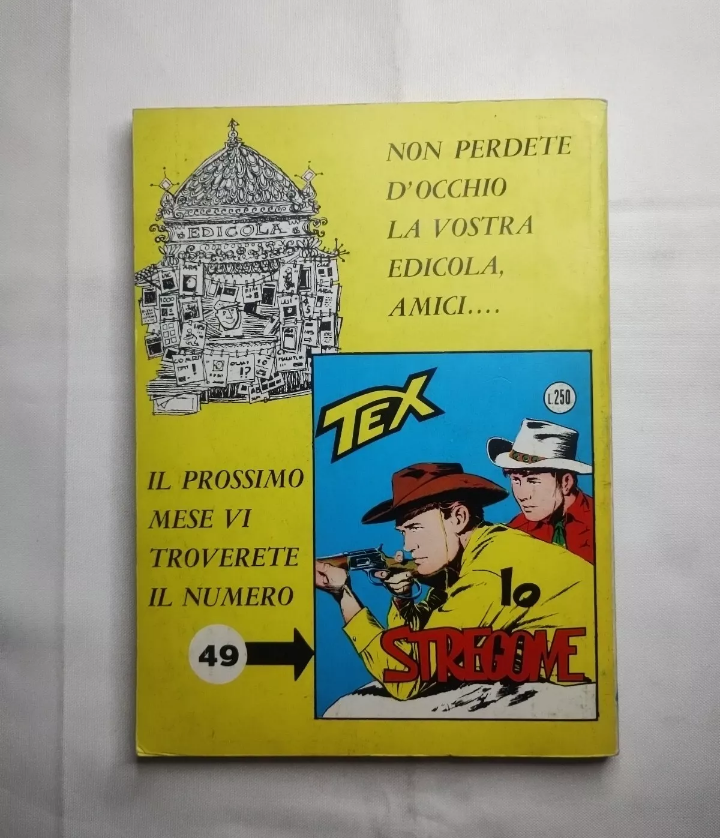 EDICOLA
NON PERDETE
D'OCCHIO
LA VOSTRA
EDICOLA,
AMICI....
IL PROSSIMO
MESE VI
TROVERETE
IL NUMERO
49
TEX
L.250
lo
STREGONE